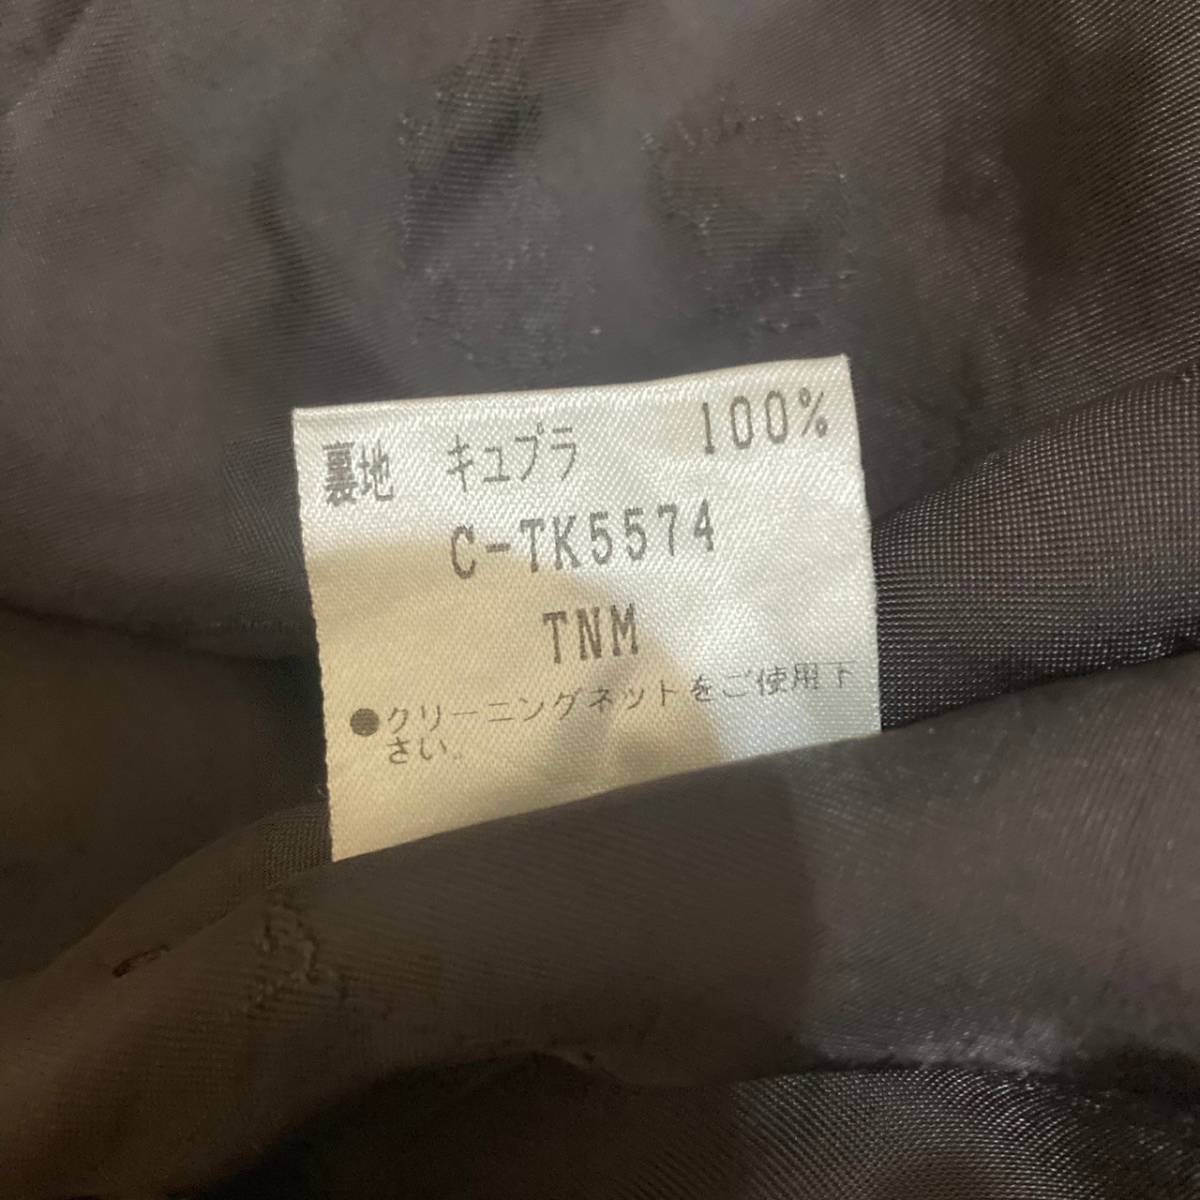 裏地 キュプラ 100%
C-TK5574
TNM
●クリーニングネットをご使用下
さい。